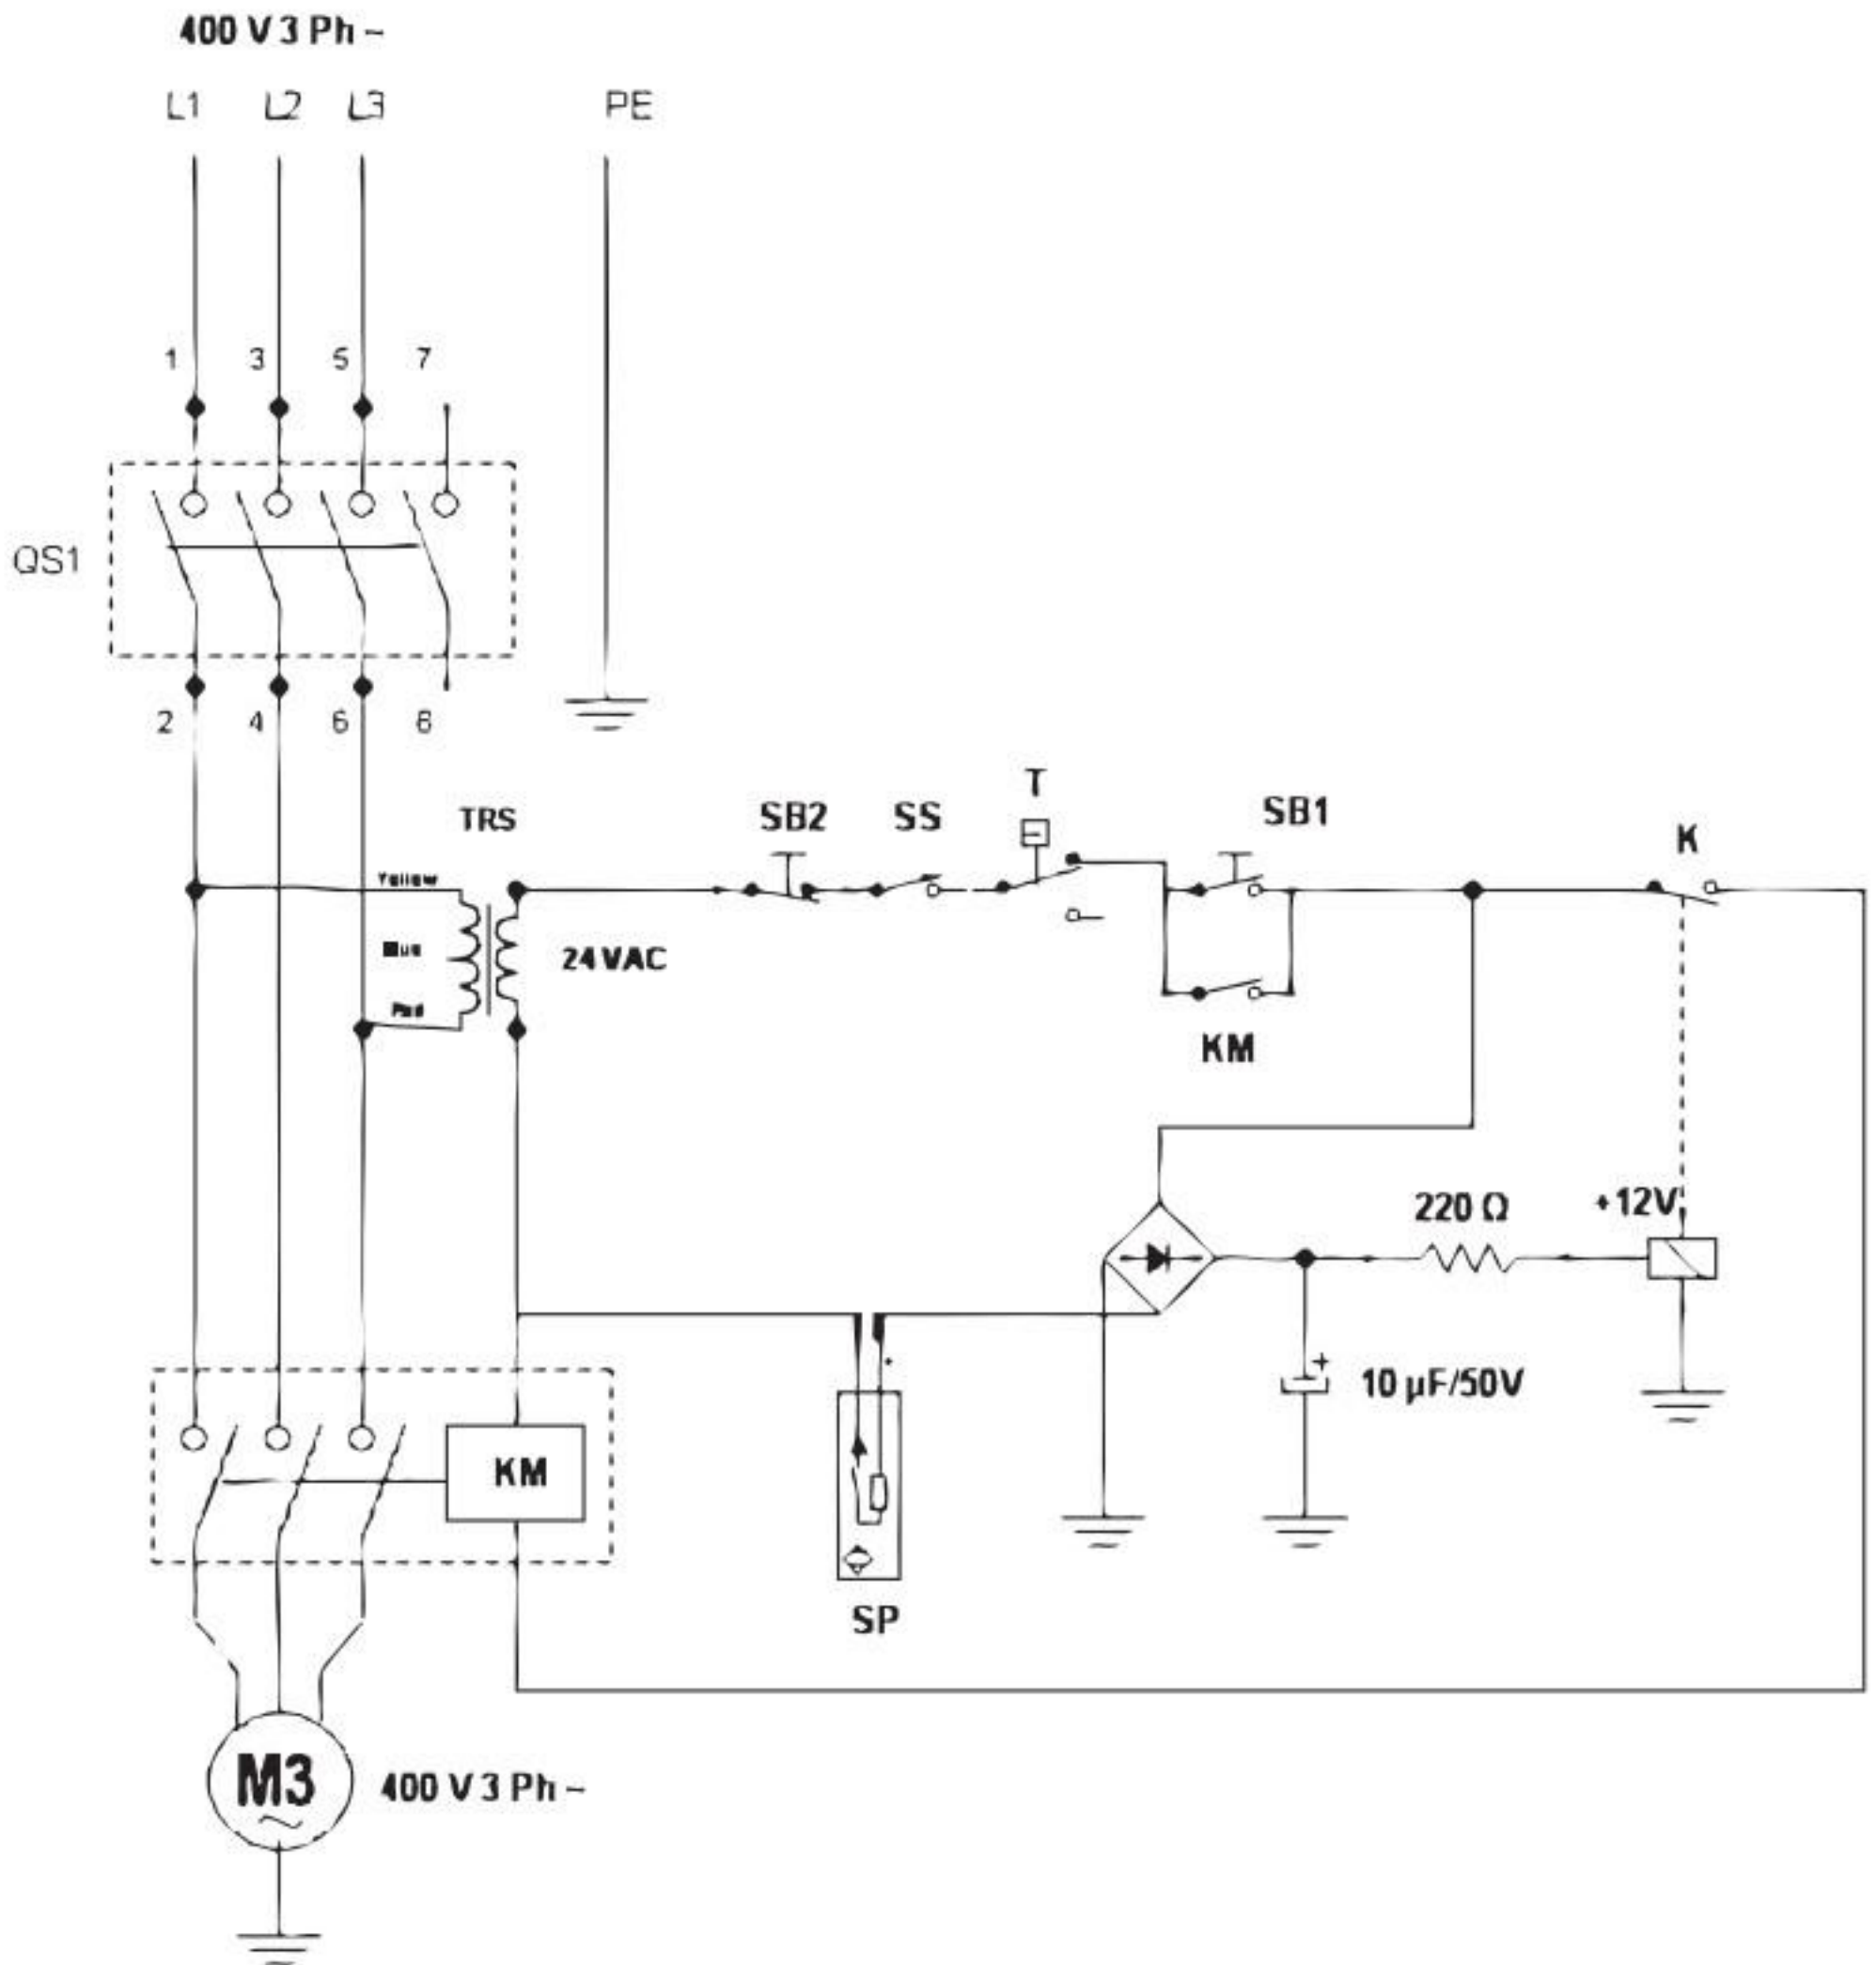 400 V 3 Ph ~
L1 L2 L3 PE
1 3 5 7
QS1
2 4 6 8
T
TRS SB2 SS SB1 K
Yellow
24 VAC
Red
KM
220 Ω +12V
+
10 µF/50V
KM
SP
M3 400 V 3 Ph ~